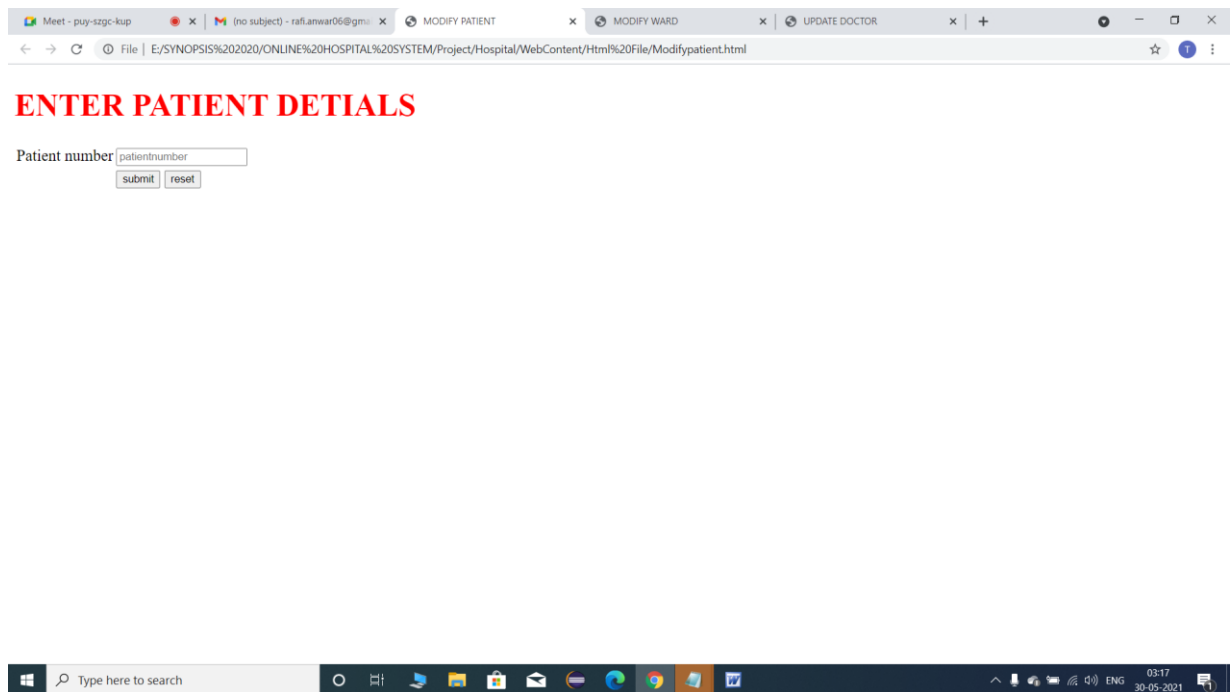 Meet - puy-szgc-kup
(no subject) - rafi.anwar06@gma
MODIFY PATIENT
MODIFY WARD
UPDATE DOCTOR
File | E:/SYNOPSIS%202020/ONLINE%20HOSPITAL%20SYSTEM/Project/Hospital/WebContent/Html%20File/Modifypatient.html
T
ENTER PATIENT DETIALS
Patient number patientnumber
submit reset
Type here to search
ENG
03:17
30-05-2021